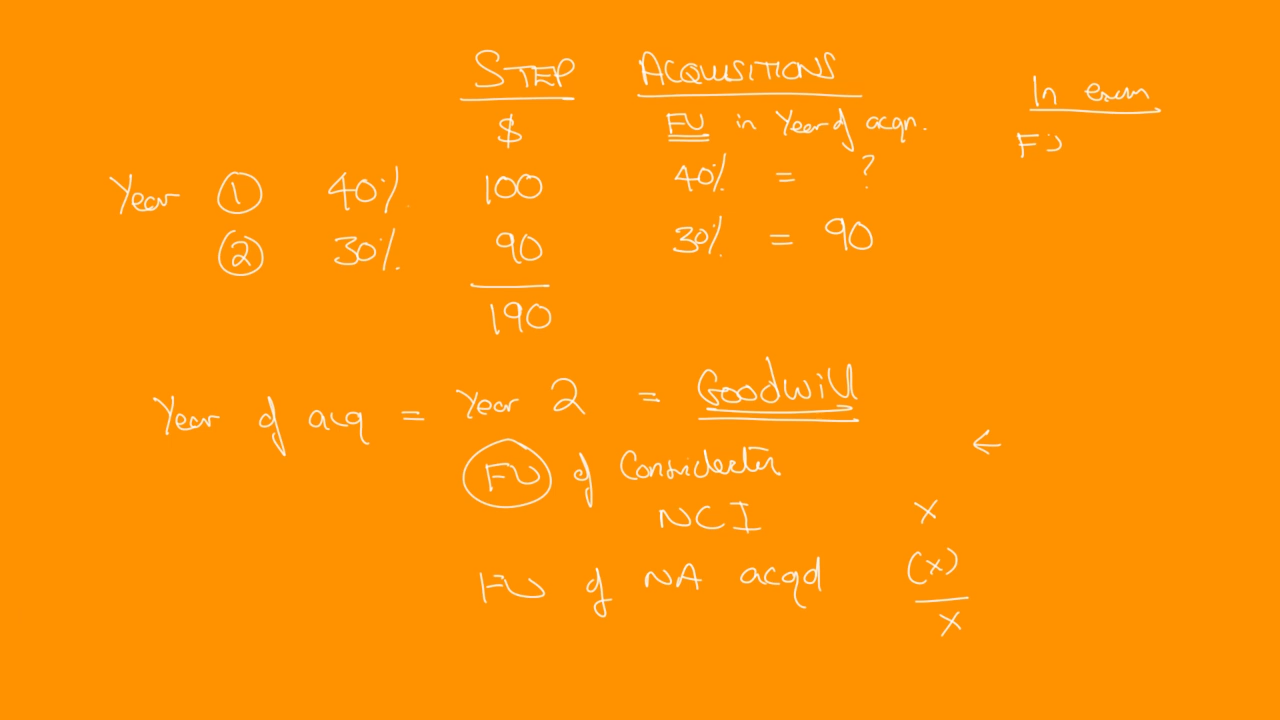 STEP ACQUISITIONS
$ FV in Year of acqn.
Year 1 40% 100 40% = ?
2 30% 90 30% = 90
190
In exam
Year of acq = Year 2 = Goodwill
FV of Consideration
←
NCI X
FV of NA acqd (x)
X